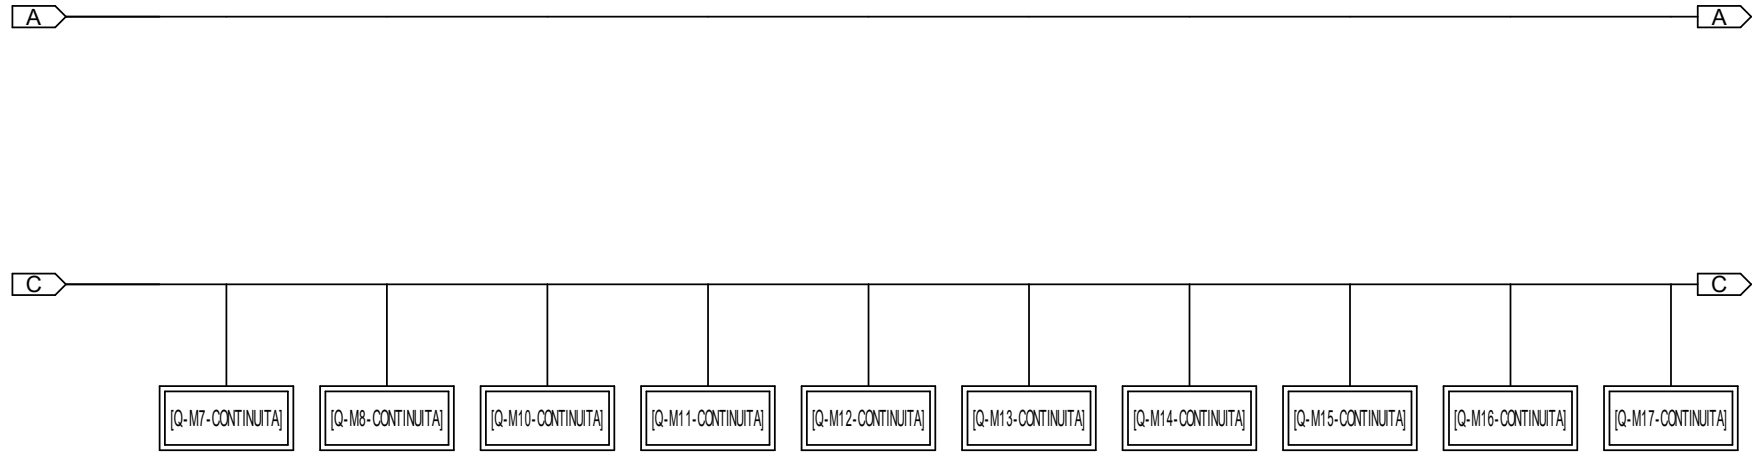 A A
C C
[Q-M7-CONTINUITA] [Q-M8-CONTINUITA] [Q-M10-CONTINUITA] [Q-M11-CONTINUITA] [Q-M12-CONTINUITA] [Q-M13-CONTINUITA] [Q-M14-CONTINUITA] [Q-M15-CONTINUITA] [Q-M16-CONTINUITA] [Q-M17-CONTINUITA]